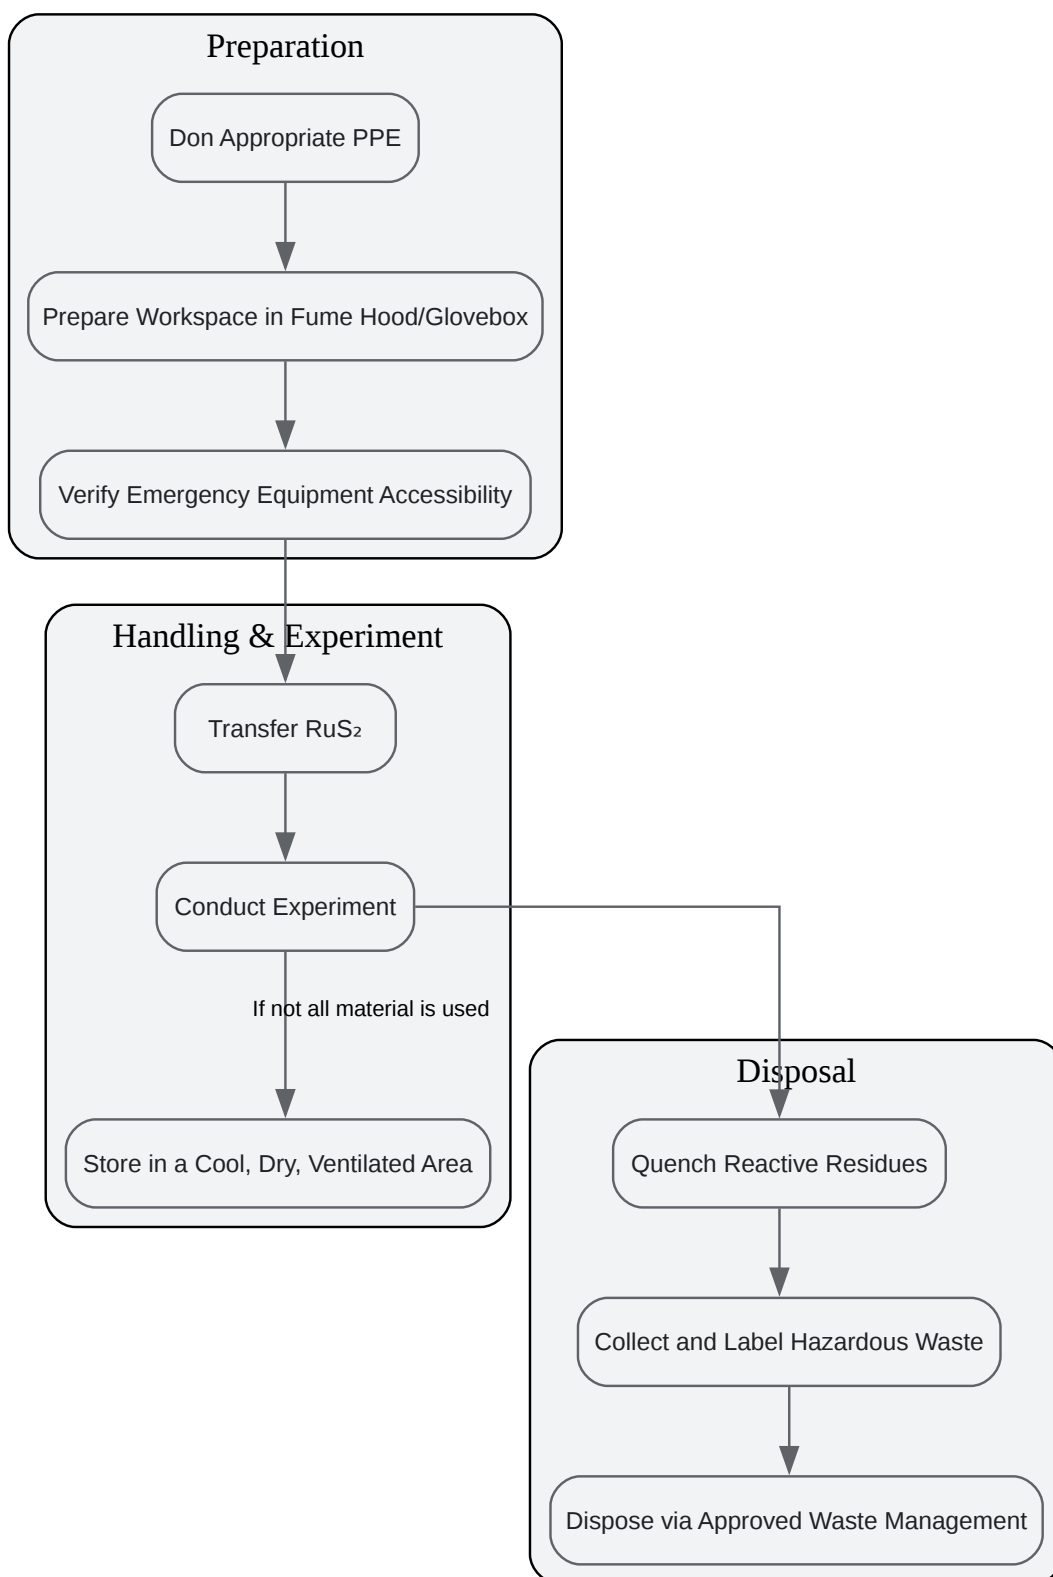 Preparation
Don Appropriate PPE
Prepare Workspace in Fume Hood/Glovebox
Verify Emergency Equipment Accessibility
Handling & Experiment
Transfer RuS₂
Conduct Experiment
If not all material is used
Store in a Cool, Dry, Ventilated Area
Disposal
Quench Reactive Residues
Collect and Label Hazardous Waste
Dispose via Approved Waste Management